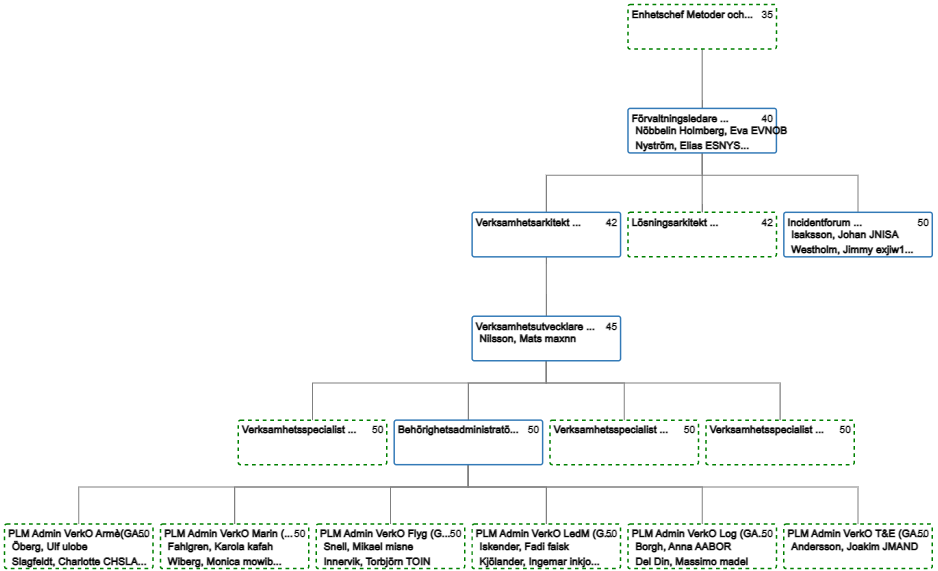 Enhetschef Metoder och... 35
Förvaltningsledare ... 40
Nöbbelin Holmberg, Eva EVNOB
Nyström, Elias ESNYS...
Verksamhetsarkitekt ... 42
Lösningsarkitekt ... 42
Incidentforum ... 50
Isaksson, Johan JNISA
Westholm, Jimmy exjiw1...
Verksamhetsutvecklare ... 45
Nilsson, Mats maxnn
Verksamhetsspecialist ... 50
Behörighetsadministratö... 50
Verksamhetsspecialist ... 50
Verksamhetsspecialist ... 50
PLM Admin VerkO Armè(GA50
Öberg, Ulf ulobe
Slagfeldt, Charlotte CHSLA...
PLM Admin VerkO Marin (... 50
Fahlgren, Karola kafah
Wiberg, Monica mowib...
PLM Admin VerkO Flyg (G...50
Snell, Mikael misne
Innervik, Torbjörn TOIN
PLM Admin VerkO LedM (G.50
Iskender, Fadi faisk
Kjölander, Ingemar inkjo...
PLM Admin VerkO Log (GA..50
Borgh, Anna AABOR
Del Din, Massimo madel
PLM Admin VerkO T&E (GA.50
Andersson, Joakim JMAND